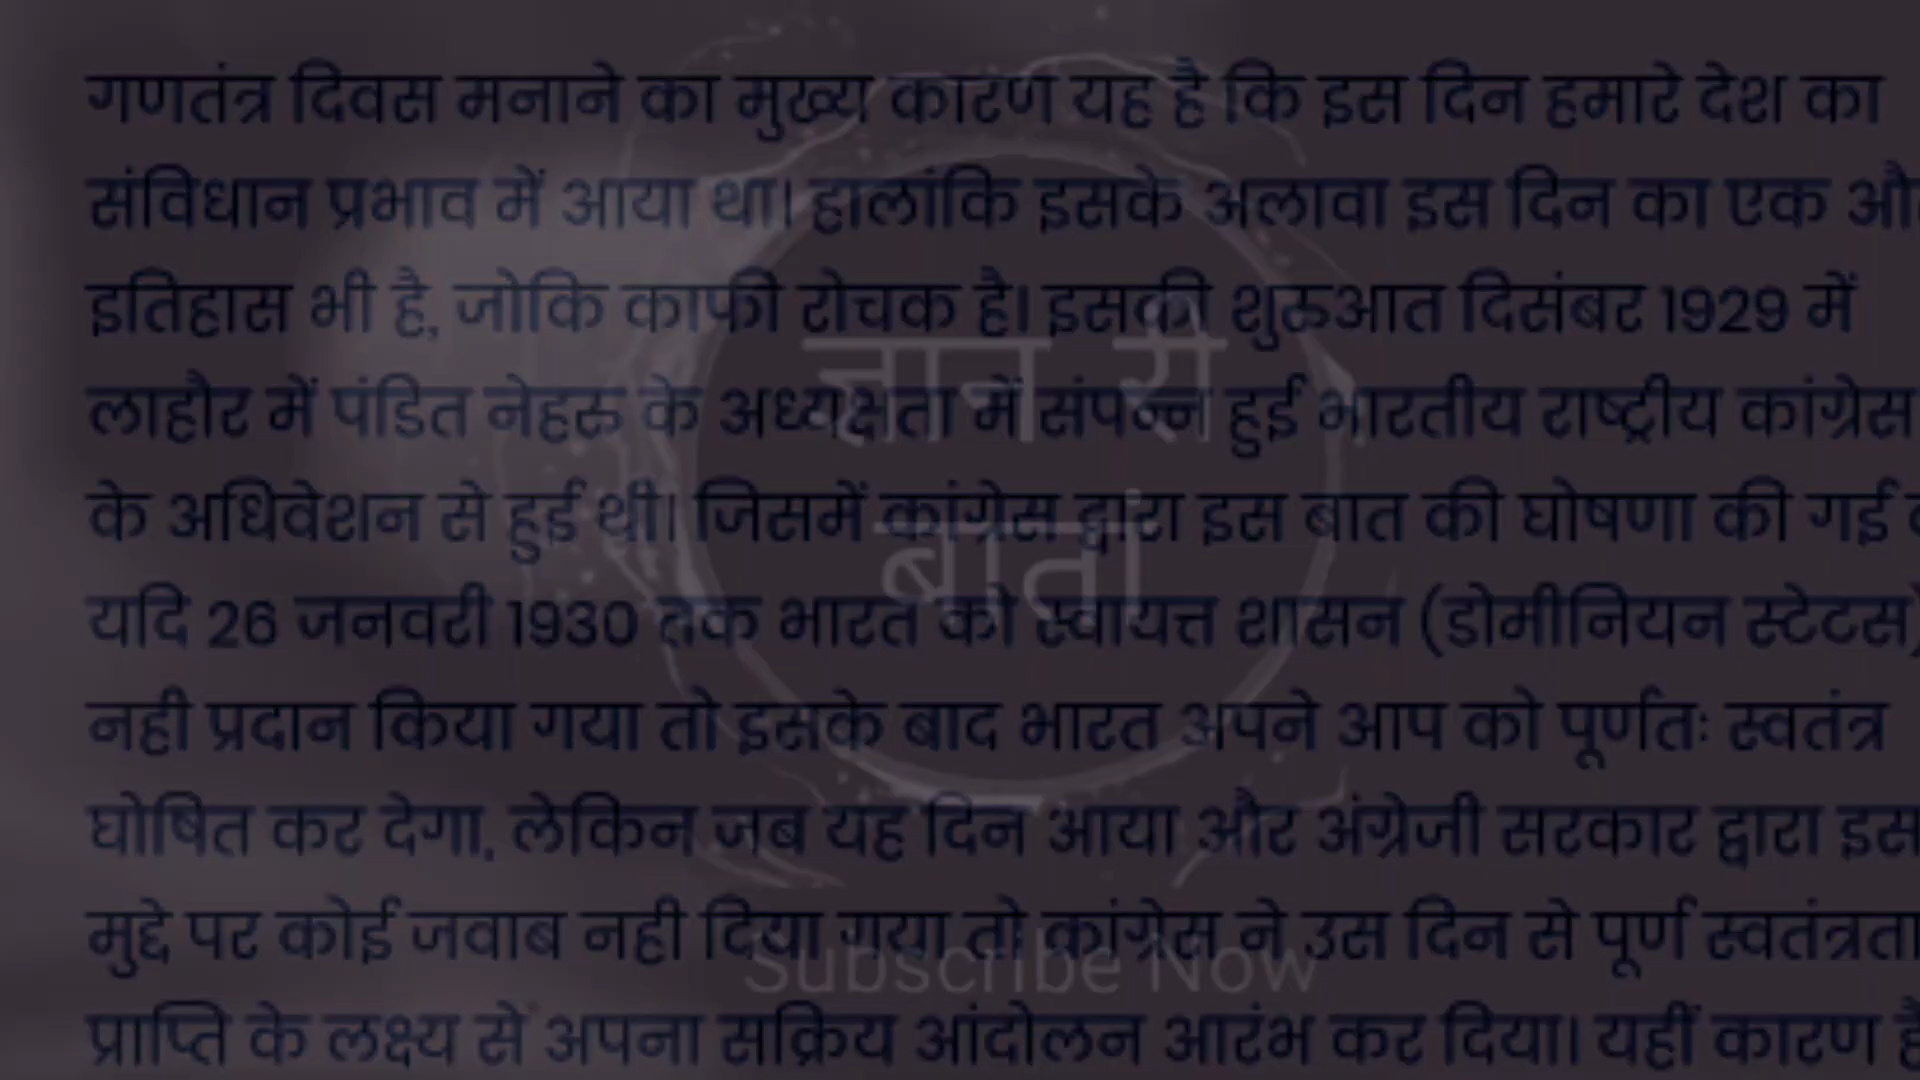 गणतंत्र दिवस मनाने का मुख्य कारण यह है कि इस दिन हमारे देश का
संविधान प्रभाव में आया था। हालांकि इसके अलावा इस दिन का एक
इतिहास भी है, जोकि काफी रोचक है। इसकी शुरुआत दिसंबर 1929 में
ज्ञान री
लाहौर में पंडित नेहरु के अध्यक्षता में संपन्न हुई भारतीय राष्ट्रीय कांग्रेस
के अधिवेशन से हुई थी। जिसमें कांग्रेस द्वारा इस बात की घोषणा की गई
बातां
यदि 26 जनवरी 1930 तक भारत को स्वायत्त शासन (डोमीनियन स्टेटस)
नही प्रदान किया गया तो इसके बाद भारत अपने आप को पूर्णतः स्वतंत्र
घोषित कर देगा, लेकिन जब यह दिन आया और अंग्रेजी सरकार द्वारा इस
मुद्दे पर कोई जवाब नही दिया गया तो कांग्रेस ने उस दिन से पूर्ण स्वतंत्रता
Subscribe Now
प्राप्ति के लक्ष्य से अपना सक्रिय आंदोलन आरंभ कर दिया। यहीं कारण